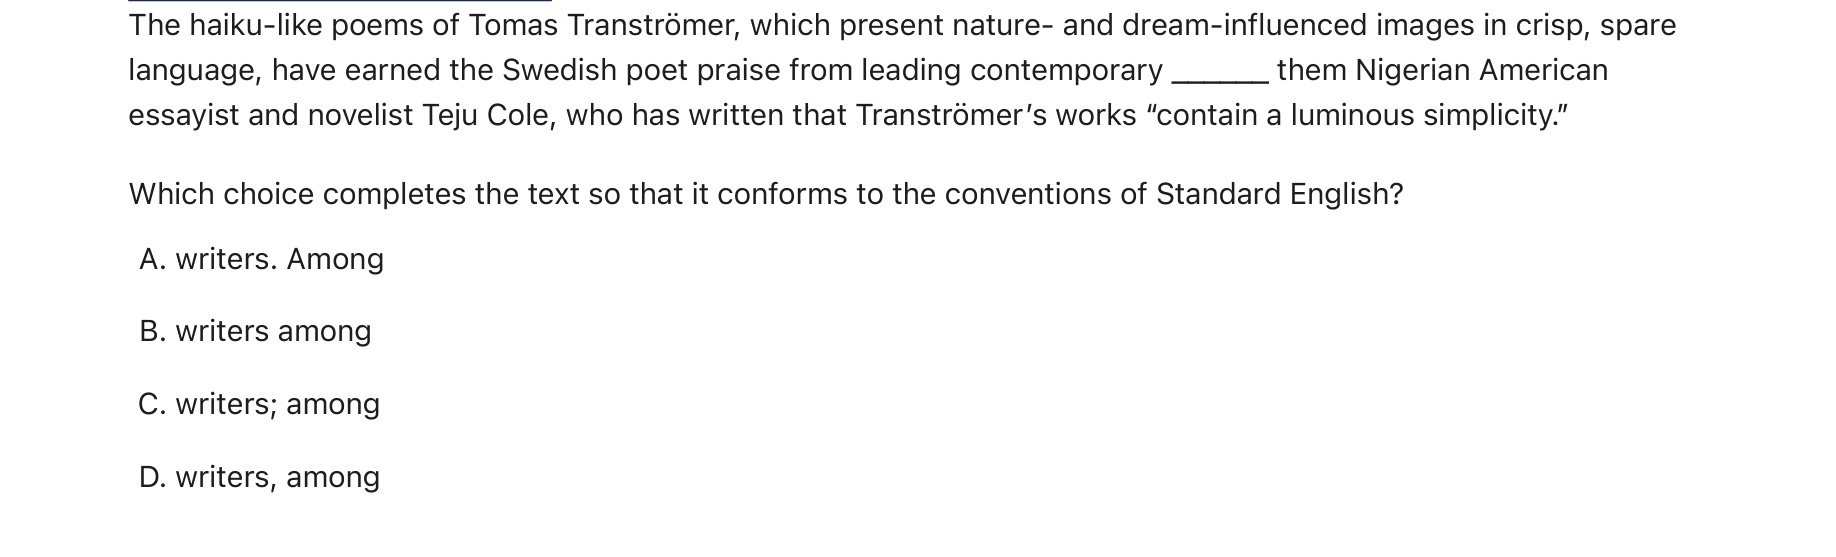 The haiku-like poems of Tomas Tranströmer, which present nature- and dream-influenced images in crisp, spare
language, have earned the Swedish poet praise from leading contemporary ______ them Nigerian American
essayist and novelist Teju Cole, who has written that Tranströmer’s works “contain a luminous simplicity.”
Which choice completes the text so that it conforms to the conventions of Standard English?
A. writers. Among
B. writers among
C. writers; among
D. writers, among